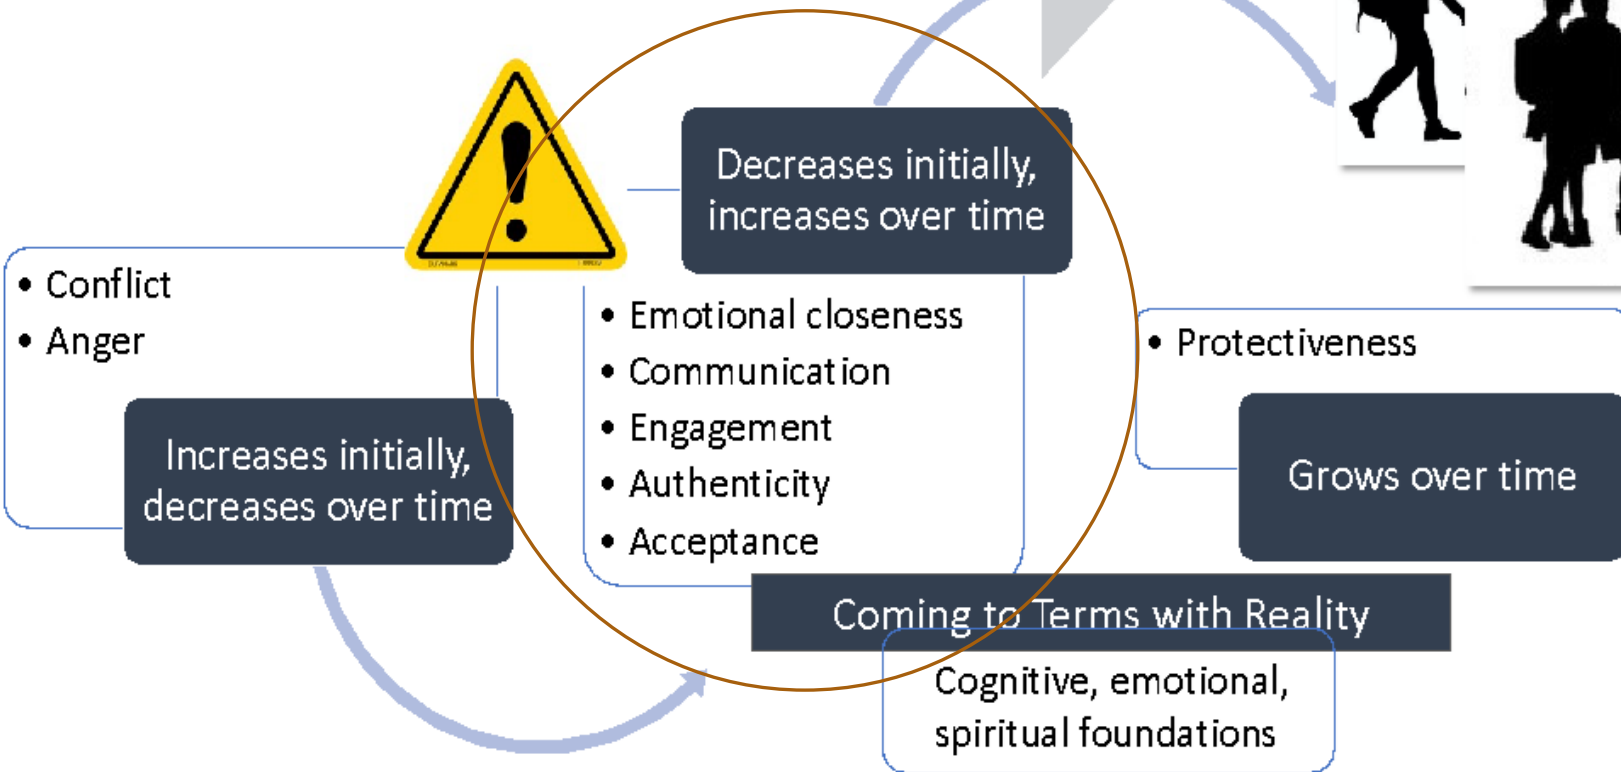 • Conflict
• Anger
Increases initially,
decreases over time
Decreases initially,
increases over time
• Emotional closeness
• Communication
• Engagement
• Authenticity
• Acceptance
• Protectiveness
Grows over time
Coming to Terms with Reality
Cognitive, emotional,
spiritual foundations